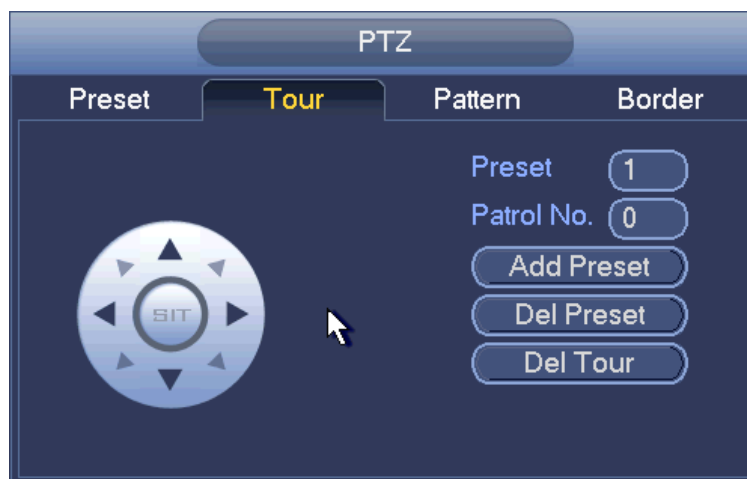 PTZ
Preset Tour Pattern Border
Preset 1
Patrol No. 0
Add Preset
SIT Del Preset
Del Tour